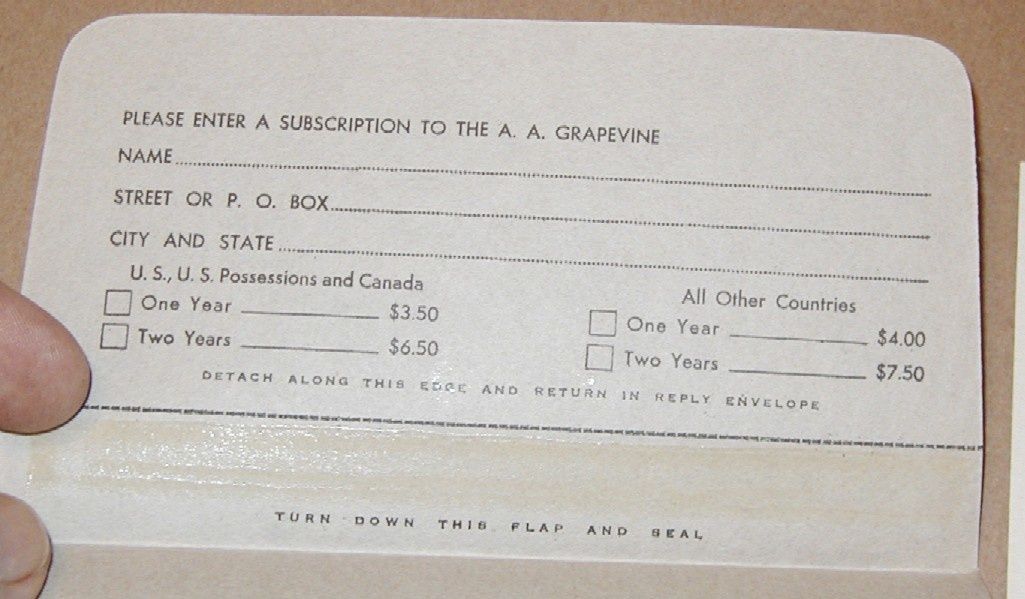 PLEASE ENTER A SUBSCRIPTION TO THE A. A. GRAPEVINE
NAME
STREET OR P. O. BOX
CITY AND STATE
U. S., U. S. Possessions and Canada
One Year $3.50
Two Years $6.50
All Other Countries
One Year $4.00
Two Years $7.50
DETACH ALONG THIS EDGE AND RETURN IN REPLY ENVELOPE
TURN DOWN THIS FLAP AND SEAL